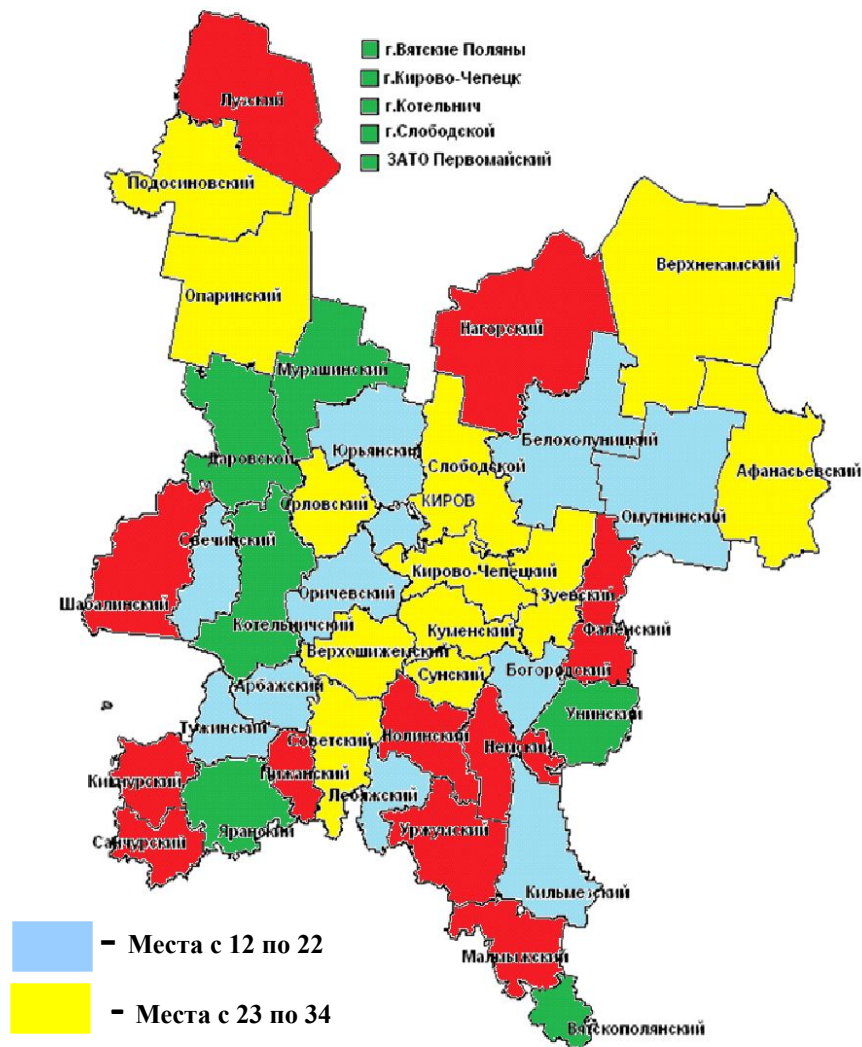 г.Вятские Поляны
г.Кирово-Чепецк
г.Котельнич
г.Слободской
ЗАТО Первомайский
Лузский
Подосиновский
Опаринский
Верхнекамский
Нагорский
Мурашинский
Белохолуницкий
Юрьянский
Даровской
Слободской
Афанасьевский
Орловский
КИРОВ
Омутнинский
Свечинский
Кирово-Чепецкий
Оричевский
Зуевский
Шабалинский
Котельничский
Куменский
Фаленский
Верхошиженский
Сунский
Богородский
Арбажский
Унинский
Тужинский
Советский
Нолинский
Немский
Кикнурский
Пижанский
Лебяжский
Санчурский
Яранский
Уржумский
Кильмезский
Малмыжский
Вятскополянский
- Места с 12 по 22
- Места с 23 по 34